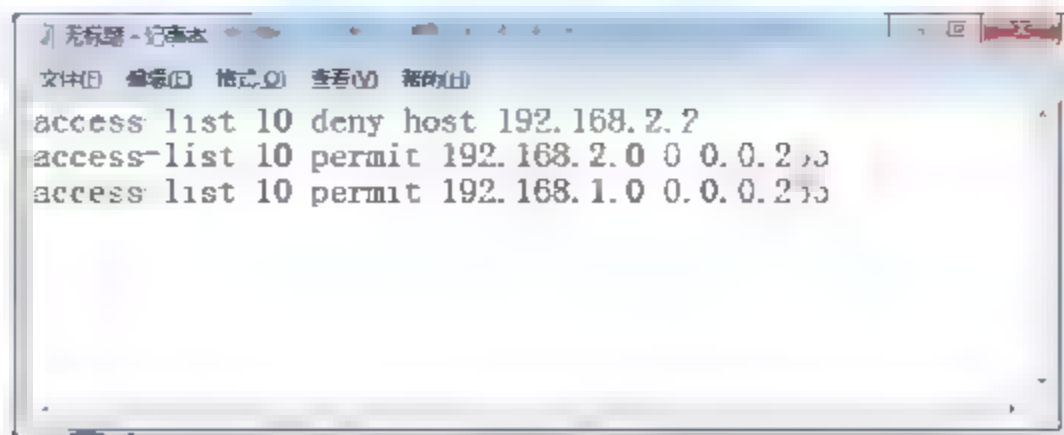 无标题 - 记事本
文件(F) 编辑(E) 格式(O) 查看(V) 帮助(H)
access list 10 deny host 192.168.2.2
access-list 10 permit 192.168.2.0 0 0.0.255
access list 10 permit 192.168.1.0 0.0.0.255